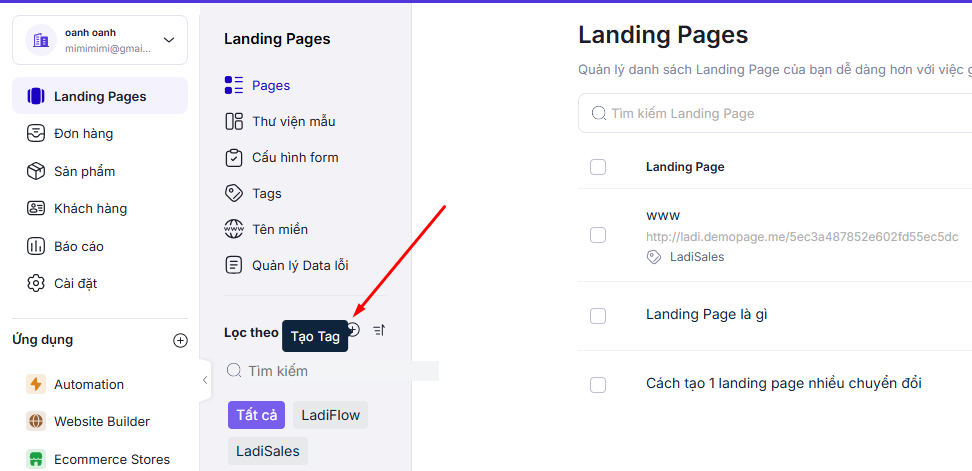 oanh oanh
mimimimi@gmai...
Landing Pages
Đơn hàng
Sản phẩm
Khách hàng
Báo cáo
Cài đặt
Ứng dụng
Automation
Website Builder
Ecommerce Stores
Landing Pages
Pages
Thư viện mẫu
Cấu hình form
Tags
Tên miền
Quản lý Data lỗi
Lọc theo
Tạo Tag
Tìm kiếm
Tất cả
LadiFlow
LadiSales
Landing Pages
Quản lý danh sách Landing Page của bạn dễ dàng hơn với việc g
Tìm kiếm Landing Page
Landing Page
www
http://ladi.demopage.me/5ec3a487852e602fd55ec5dc
LadiSales
Landing Page là gì
Cách tạo 1 landing page nhiều chuyển đổi